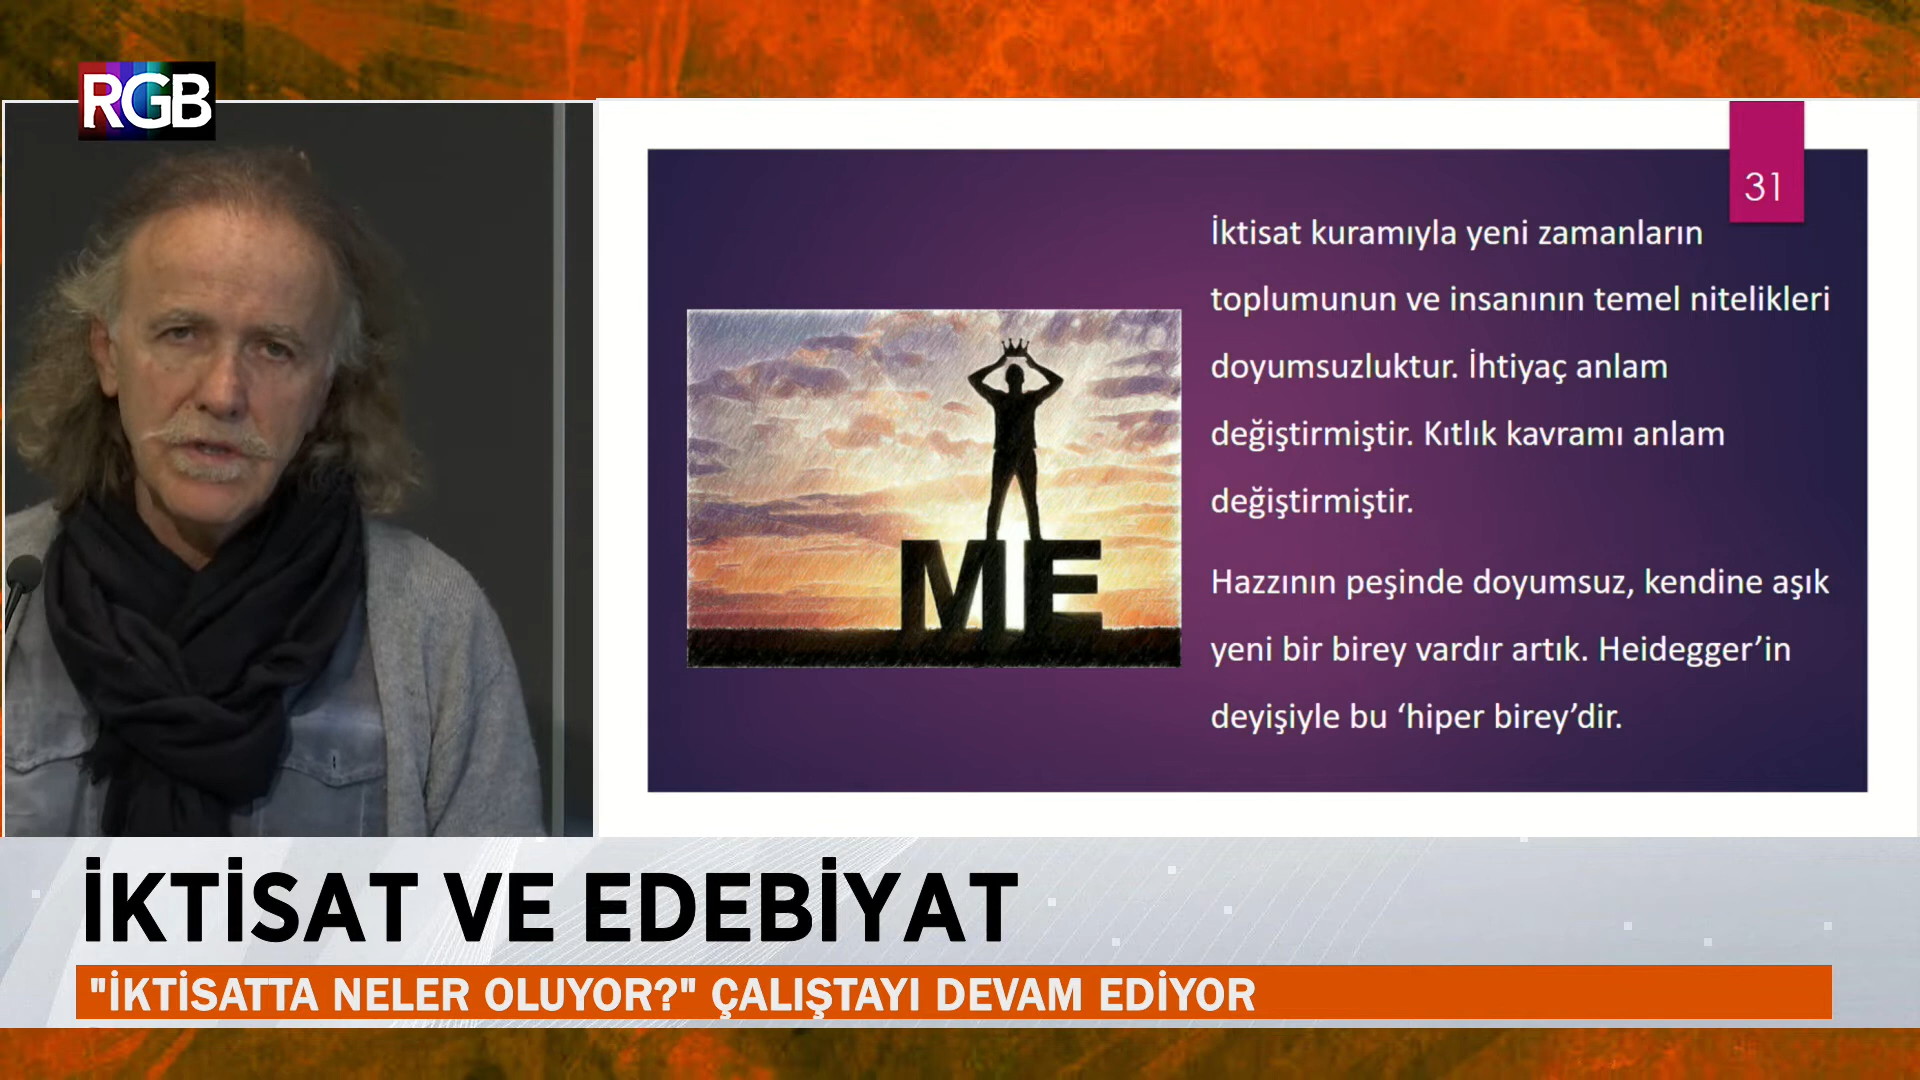 RGB
31
İktisat kuramıyla yeni zamanların
toplumunun ve insanının temel nitelikleri
doyumsuzluktur. İhtiyaç anlam
değiştirmiştir. Kıtlık kavramı anlam
değiştirmiştir.
Hazzının peşinde doyumsuz, kendine aşık
yeni bir birey vardır artık. Heidegger’in
deyişiyle bu ‘hiper birey’dir.
ME
İKTİSAT VE EDEBİYAT
"İKTİSATTA NELER OLUYOR?" ÇALIŞTAYI DEVAM EDİYOR